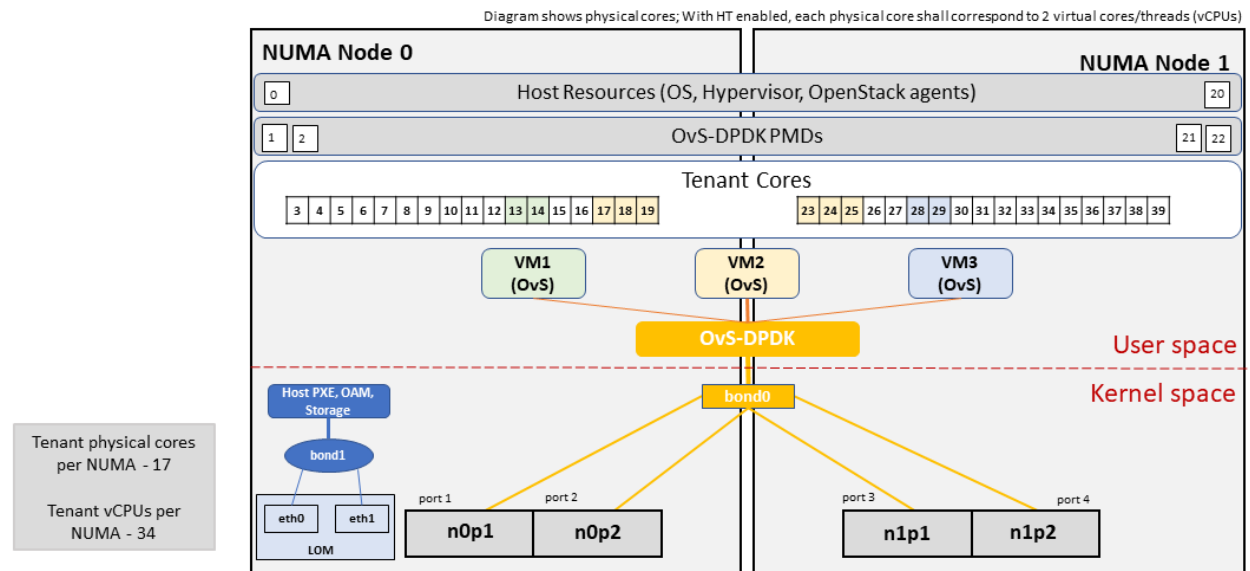 Diagram shows physical cores; With HT enabled, each physical core shall correspond to 2 virtual cores/threads (vCPUs)
NUMA Node 0
NUMA Node 1
0
Host Resources (OS, Hypervisor, OpenStack agents)
20
1
2
OvS-DPDK PMDs
21
22
Tenant Cores
3 4 5 6 7 8 9 10 11 12 13 14 15 16 17 18 19
23 24 25 26 27 28 29 30 31 32 33 34 35 36 37 38 39
VM1
(OvS)
VM2
(OvS)
VM3
(OvS)
OvS-DPDK
User space
Kernel space
bond0
Host PXE, OAM,
Storage
bond1
eth0
eth1
LOM
port 1
port 2
port 3
port 4
n0p1
n0p2
n1p1
n1p2
Tenant physical cores
per NUMA - 17
Tenant vCPUs per
NUMA - 34